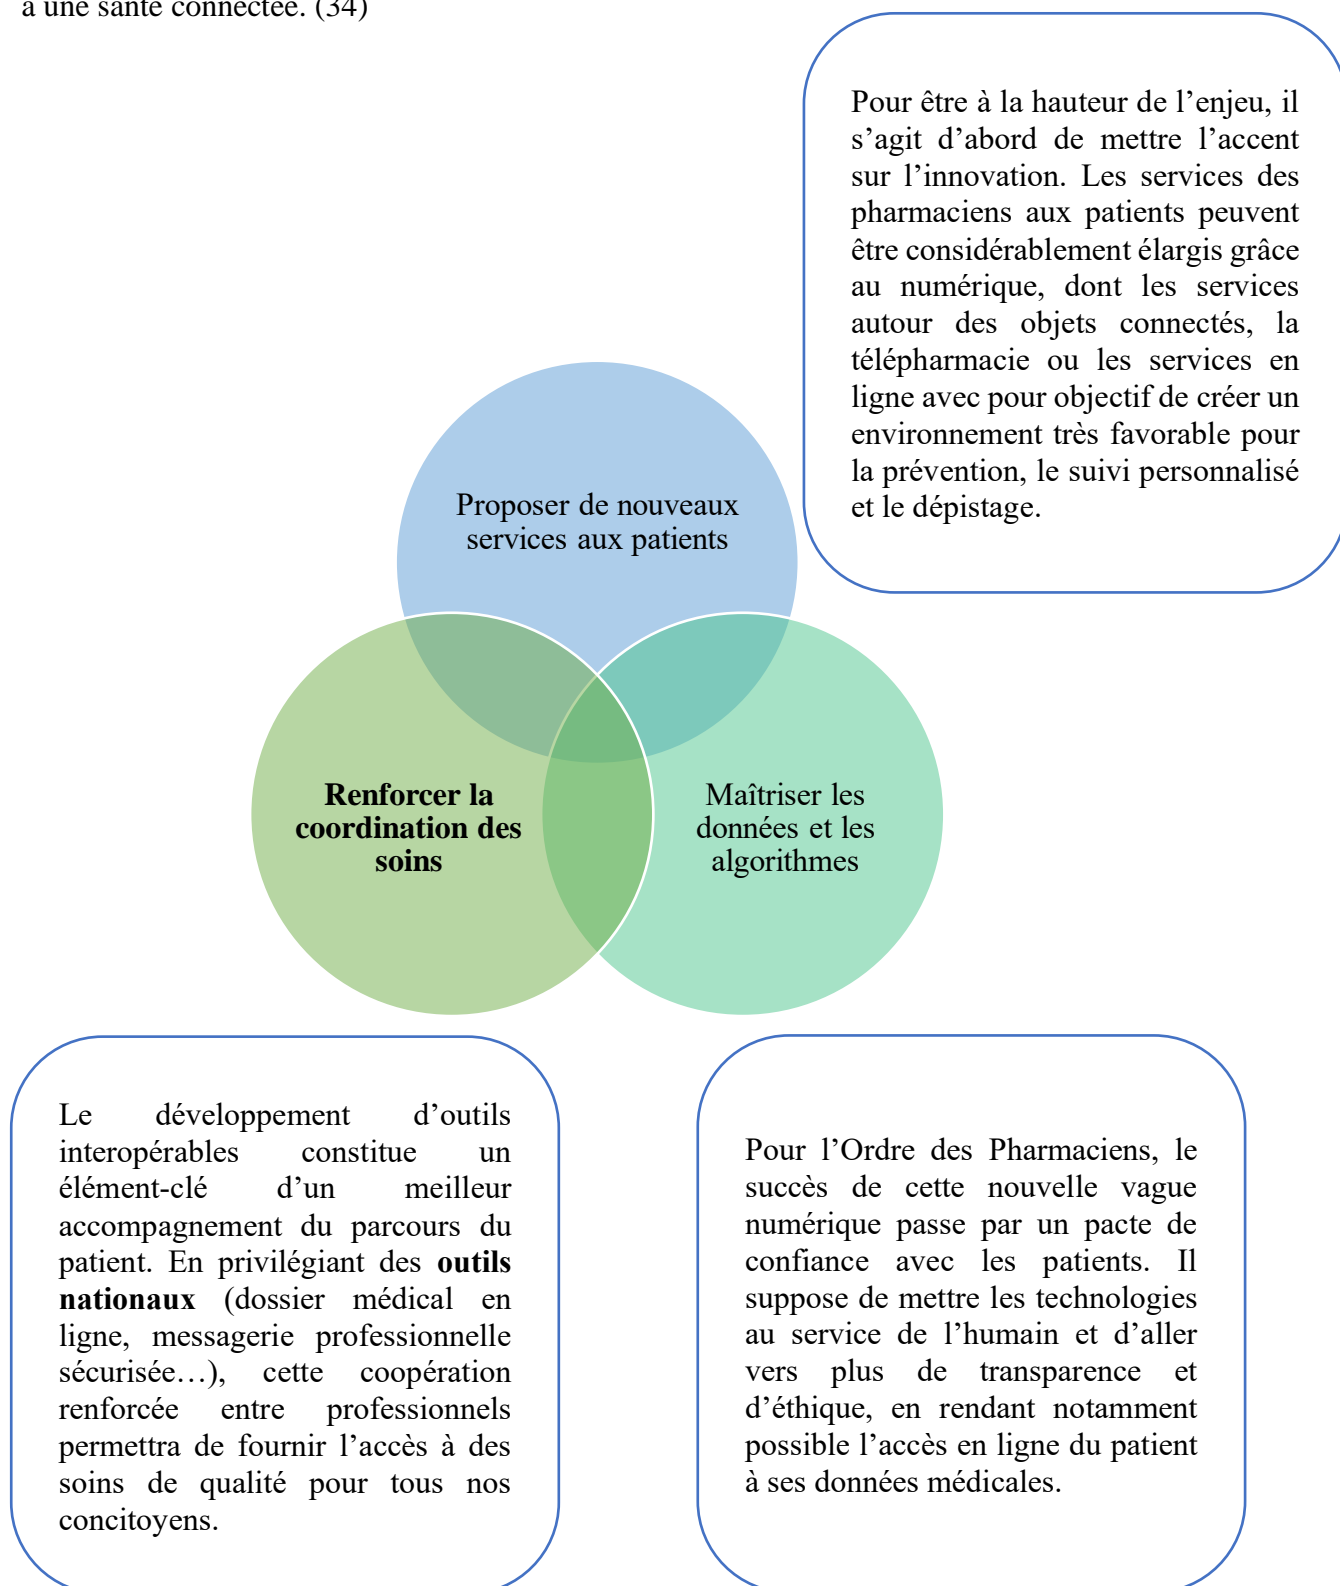 à une santé connectée. (34)
Pour être à la hauteur de l’enjeu, il
s’agit d’abord de mettre l’accent
sur l’innovation. Les services des
pharmaciens aux patients peuvent
être considérablement élargis grâce
au numérique, dont les services
autour des objets connectés, la
télépharmacie ou les services en
ligne avec pour objectif de créer un
environnement très favorable pour
la prévention, le suivi personnalisé
et le dépistage.
Proposer de nouveaux
services aux patients
Renforcer la
coordination des
soins
Maîtriser les
données et les
algorithmes
Le développement d’outils
interopérables constitue un
élément-clé d’un meilleur
accompagnement du parcours du
patient. En privilégiant des outils
nationaux (dossier médical en
ligne, messagerie professionnelle
sécurisée…), cette coopération
renforcée entre professionnels
permettra de fournir l’accès à des
soins de qualité pour tous nos
concitoyens.
Pour l’Ordre des Pharmaciens, le
succès de cette nouvelle vague
numérique passe par un pacte de
confiance avec les patients. Il
suppose de mettre les technologies
au service de l’humain et d’aller
vers plus de transparence et
d’éthique, en rendant notamment
possible l’accès en ligne du patient
à ses données médicales.